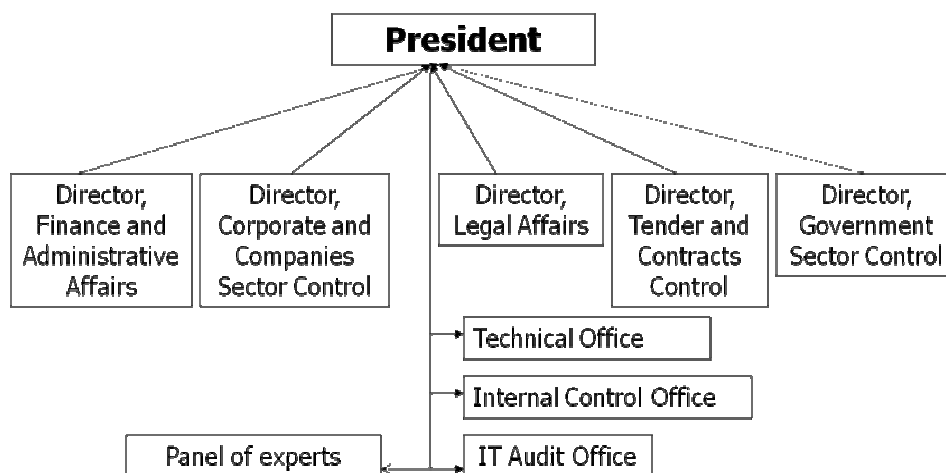 President
Director,
Finance and
Administrative
Affairs
Director,
Corporate and
Companies
Sector Control
Director,
Legal Affairs
Director,
Tender and
Contracts
Control
Director,
Government
Sector Control
Technical Office
Internal Control Office
Panel of experts
IT Audit Office